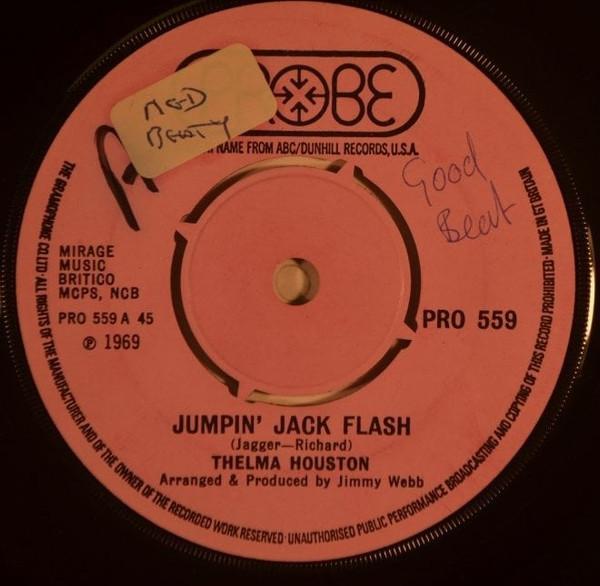 PROBE
A NAME FROM ABC/DUNHILL RECORDS, U.S.A.
MED
BEATY
Good
Beat
MIRAGE
MUSIC
BRITICO
MCPS, NCB
PRO 559 A 45
℗ 1969
PRO 559
JUMPIN' JACK FLASH
(Jagger—Richard)
THELMA HOUSTON
Arranged & Produced by Jimmy Webb
THE GRAMOPHONE CO. LTD · ALL RIGHTS OF THE MANUFACTURER AND OF THE OWNER OF THE RECORDED WORK RESERVED · UNAUTHORISED PUBLIC PERFORMANCE BROADCASTING AND COPYING OF THIS RECORD PROHIBITED · MADE IN GT BRITAIN